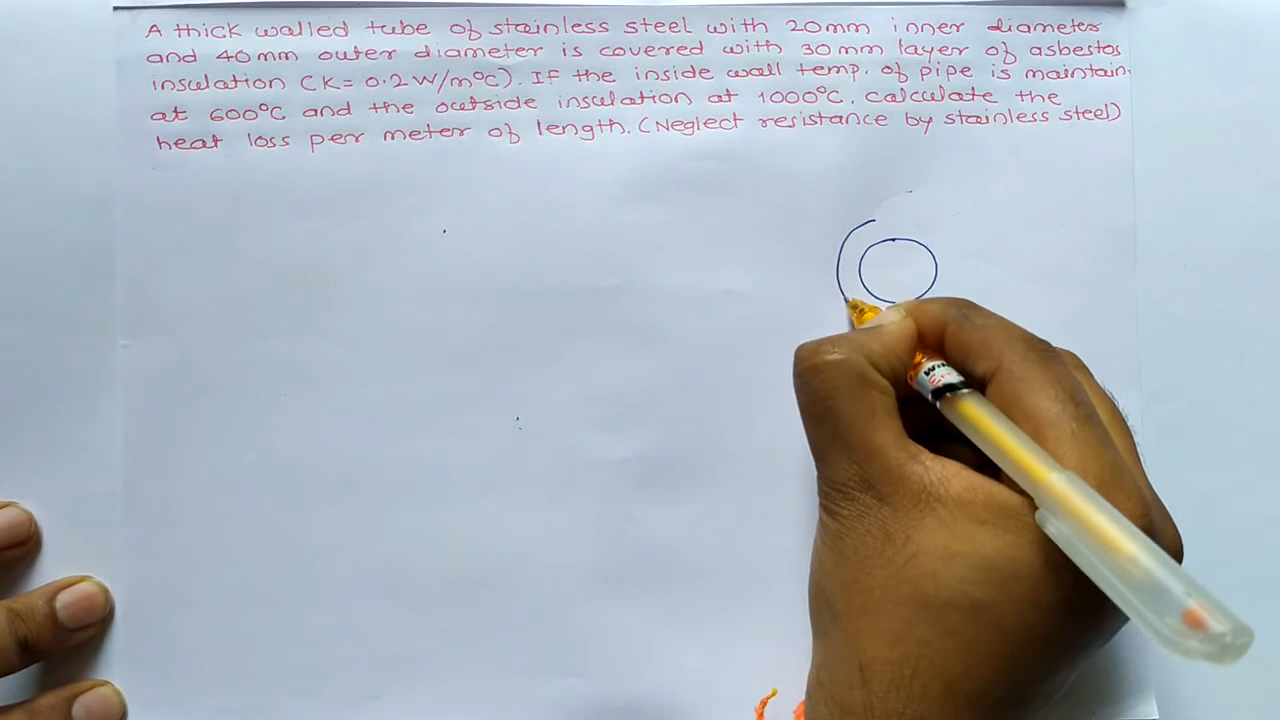 A thick walled tube of stainless steel with 20mm inner diameter
and 40mm outer diameter is covered with 30mm layer of asbestos
insulation (K= 0.2 W/m°C). If the inside wall temp. of pipe is maintain.
at 600°C and the outside insulation at 1000°C. calculate the
heat loss per meter of length. (Neglect resistance by stainless steel)